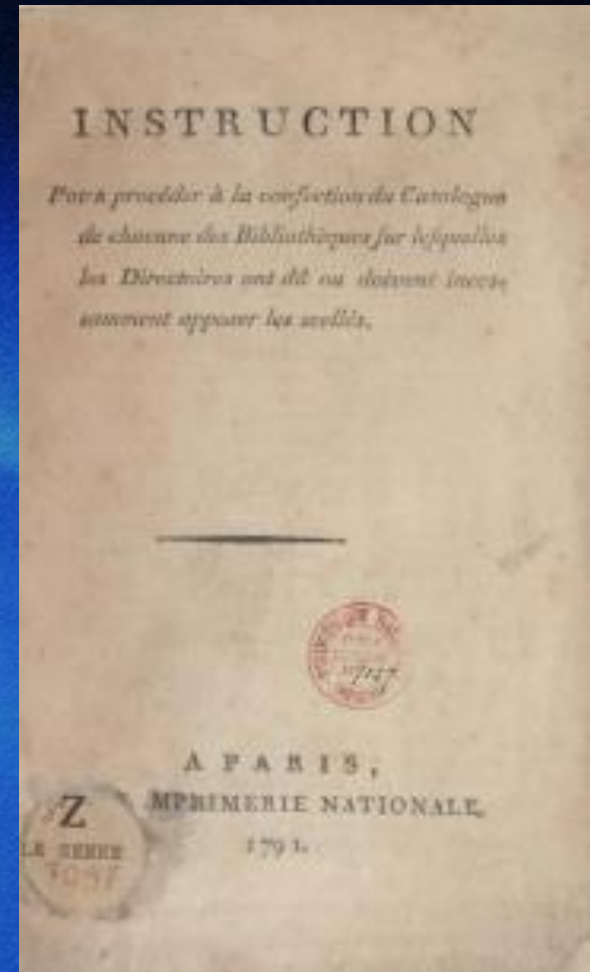 INSTRUCTION
Pour procéder à la confection du Catalogue
de chacune des Bibliothèques sur lesquelles
les Directoires ont dû ou doivent inces-
samment apposer les scellés.
A PARIS,
IMPRIMERIE NATIONALE,
1791.
Z
LE SENNE